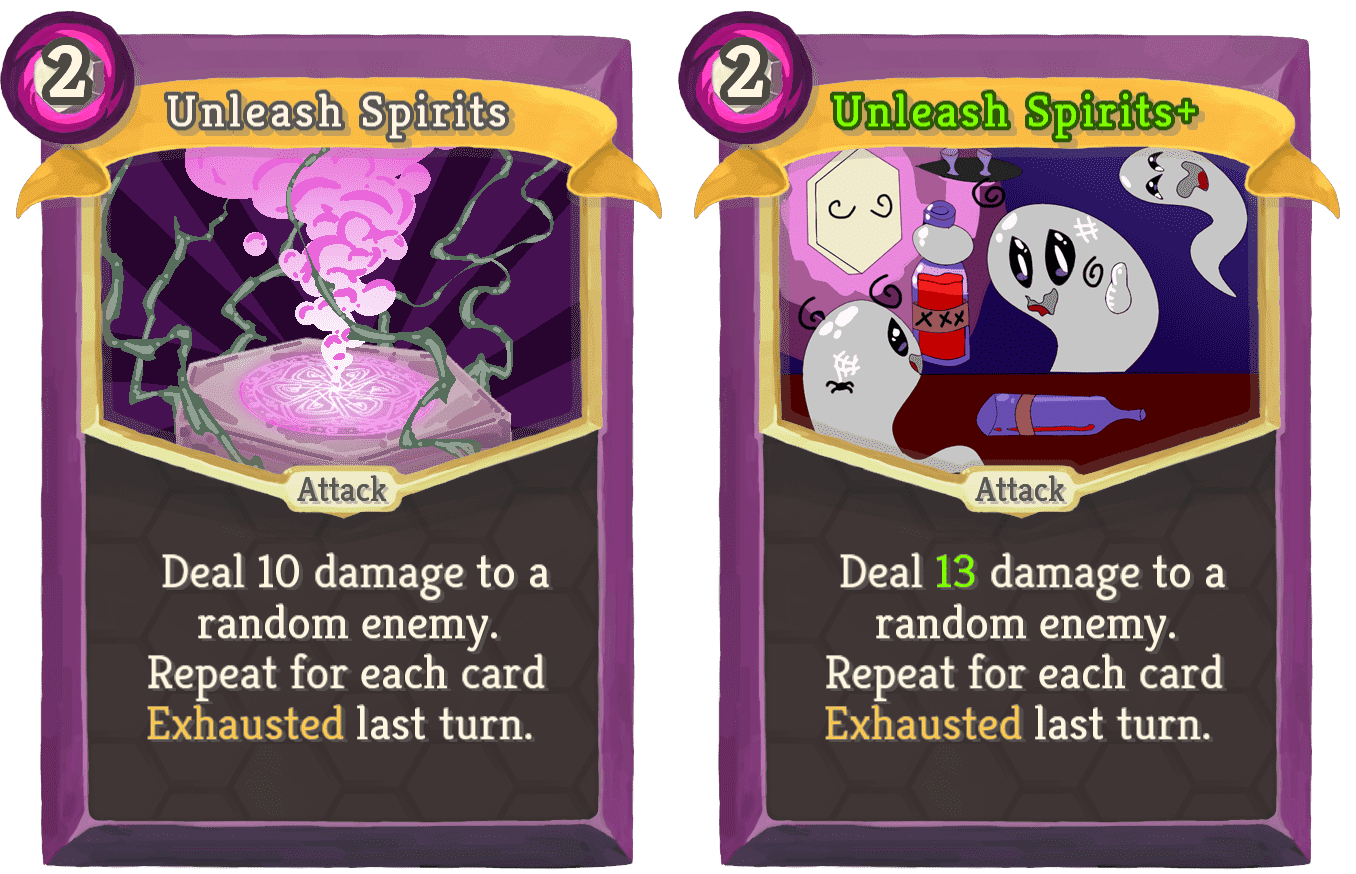 2
Unleash Spirits
Attack
Deal 10 damage to a
random enemy.
Repeat for each card
Exhausted last turn.
2
Unleash Spirits+
XXX
Attack
Deal 13 damage to a
random enemy.
Repeat for each card
Exhausted last turn.